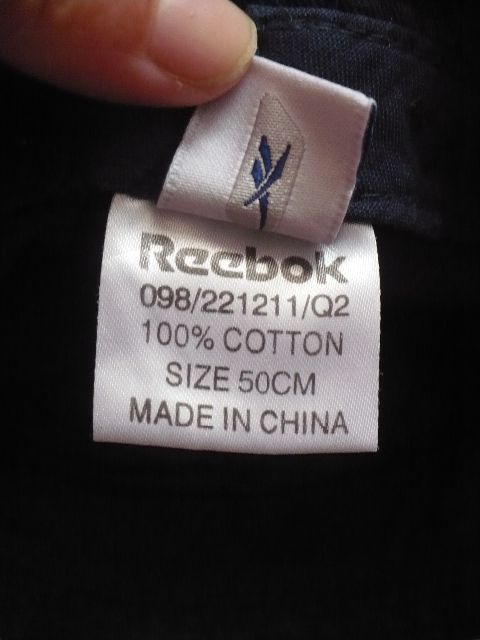 Reebok
098/221211/Q2
100% COTTON
SIZE 50CM
MADE IN CHINA